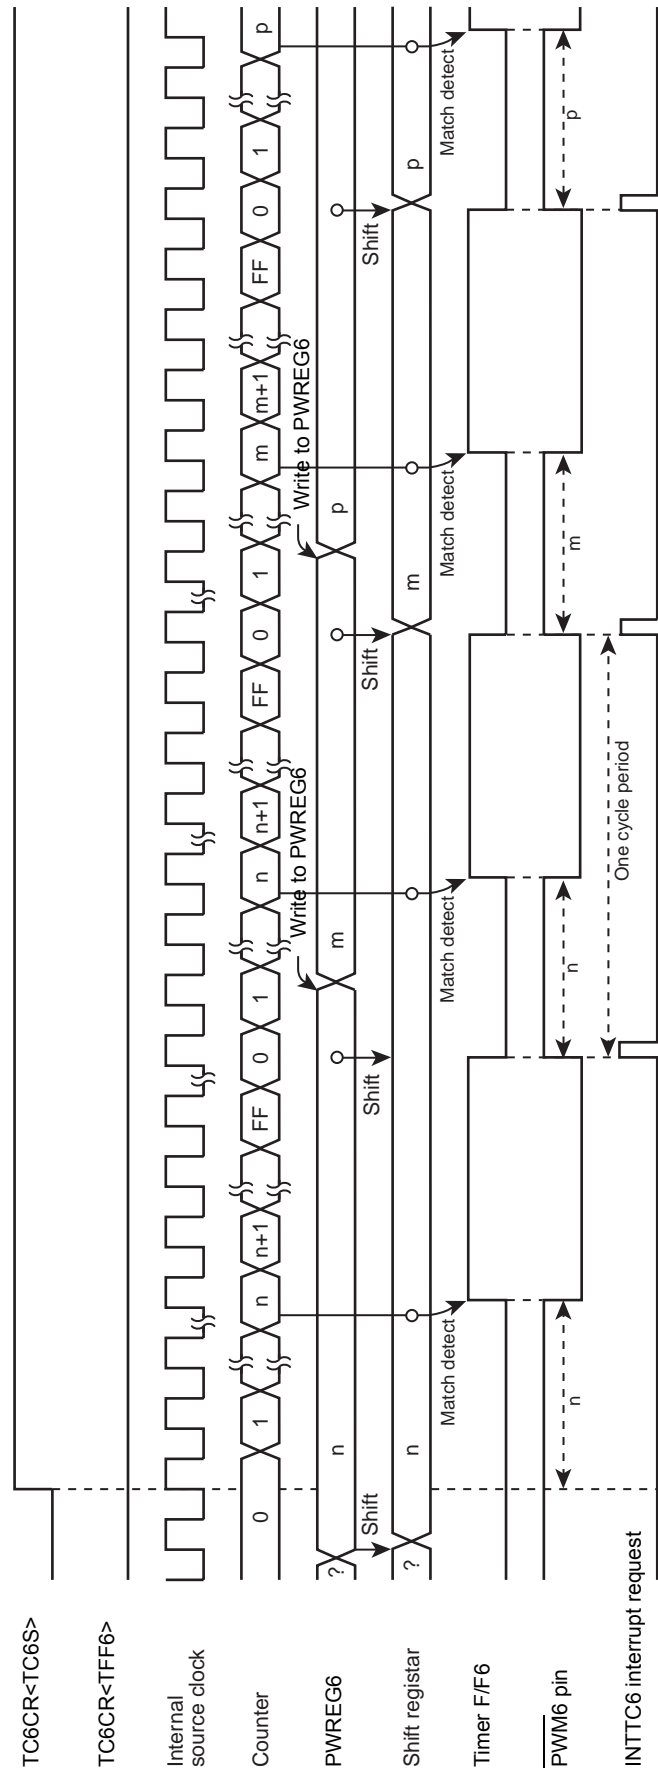 TC6CR<TC6S>
TC6CR<TFF6>
Internal
source clock
Counter 0 1 n n+1 FF 0 1 n n+1 FF 0 1 m m+1 FF 0 1 p
Write to PWREG6 Write to PWREG6
PWREG6 ? n m p
Shift Shift Shift Shift
Shift registar ? n m p
Match detect Match detect Match detect Match detect
Timer F/F6
PWM6 pin n n m p
One cycle period
INTTC6 interrupt request